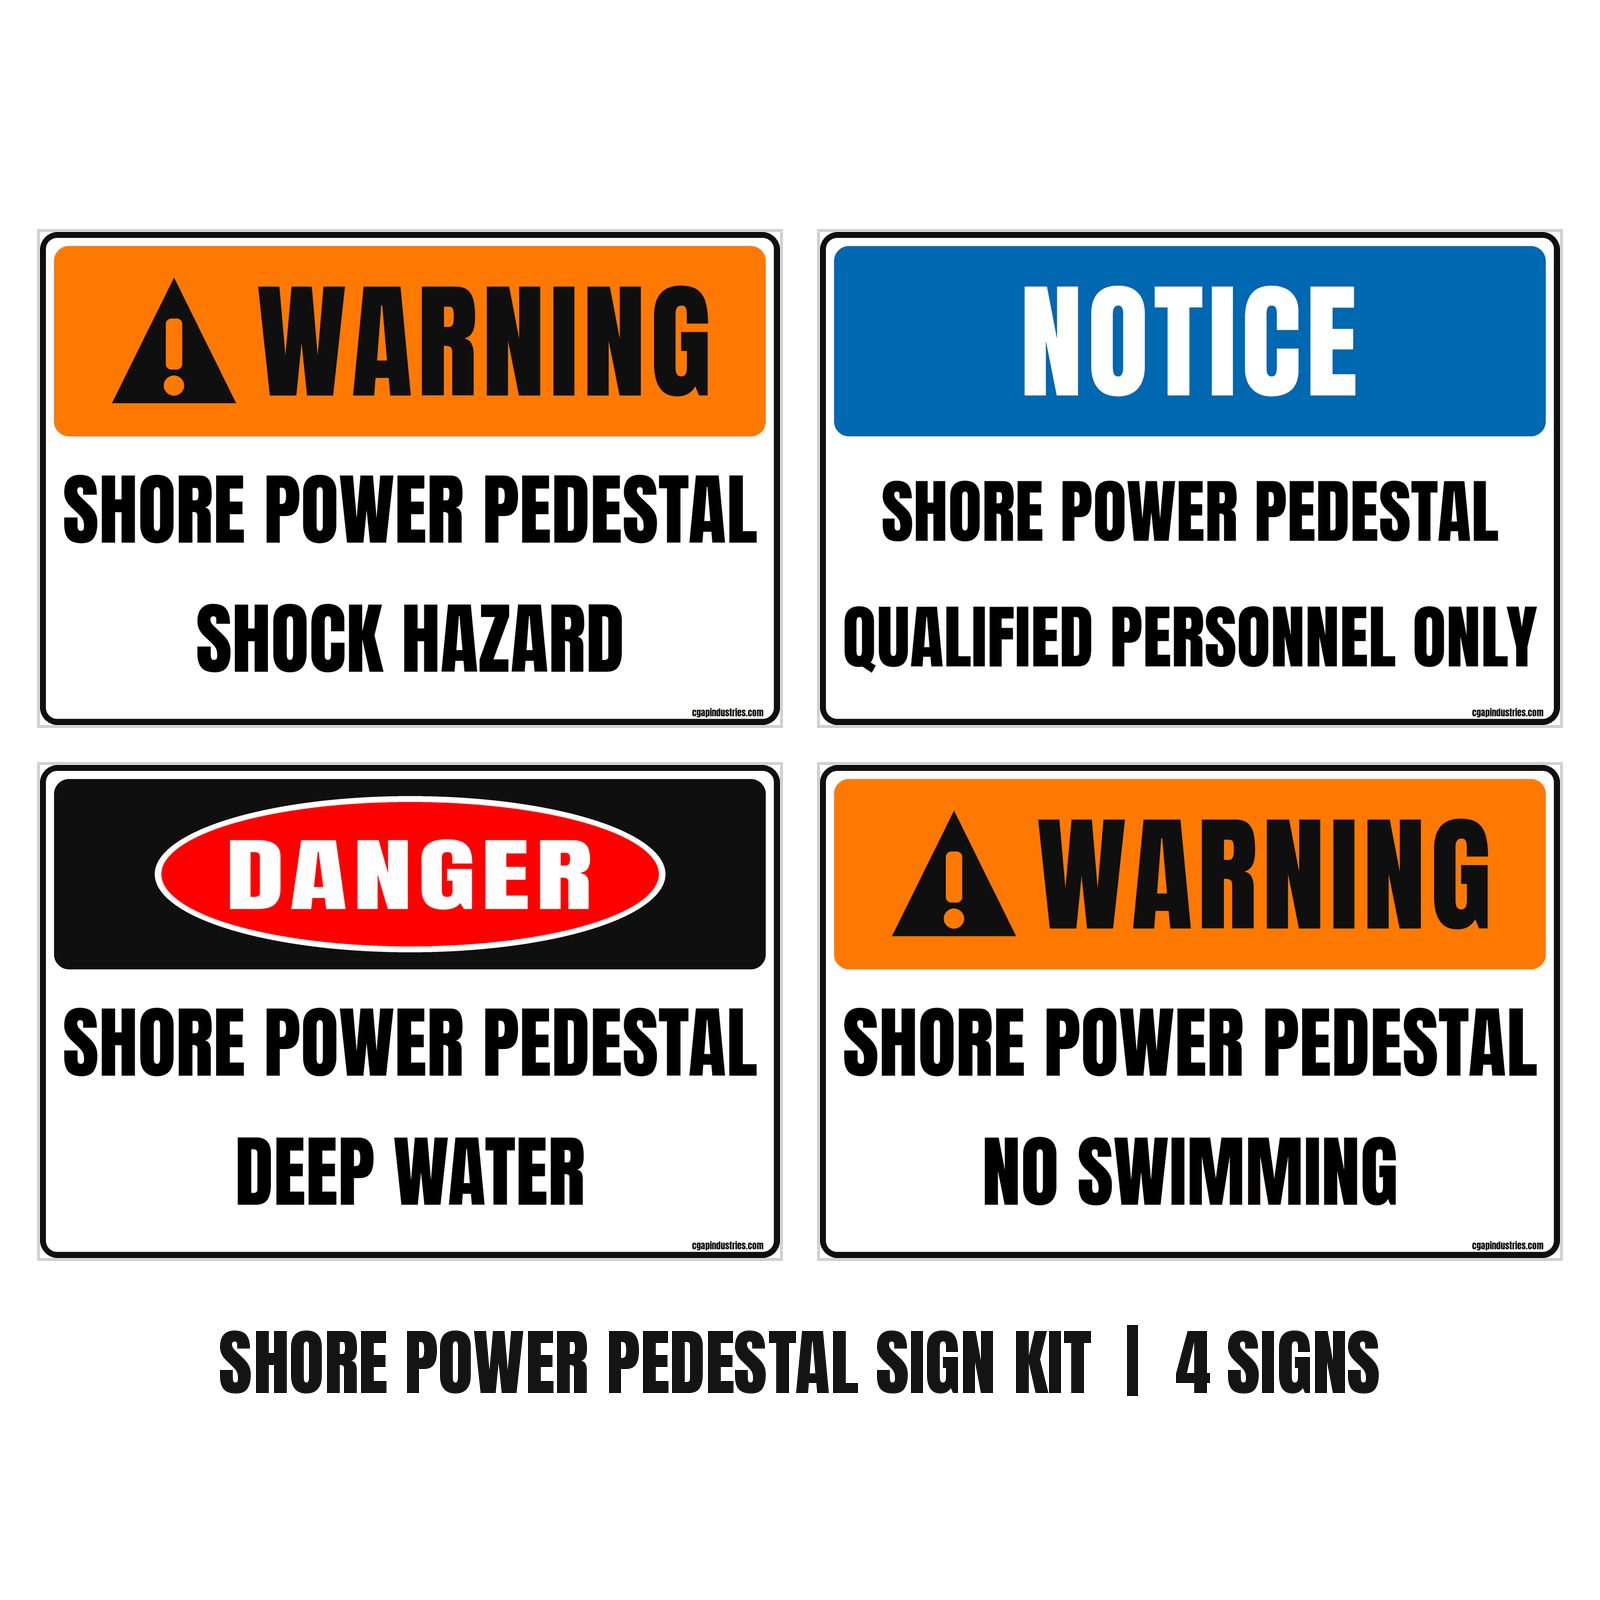 WARNING
SHORE POWER PEDESTAL
SHOCK HAZARD
cgapindustries.com
NOTICE
SHORE POWER PEDESTAL
QUALIFIED PERSONNEL ONLY
cgapindustries.com
DANGER
SHORE POWER PEDESTAL
DEEP WATER
cgapindustries.com
WARNING
SHORE POWER PEDESTAL
NO SWIMMING
cgapindustries.com
SHORE POWER PEDESTAL SIGN KIT | 4 SIGNS